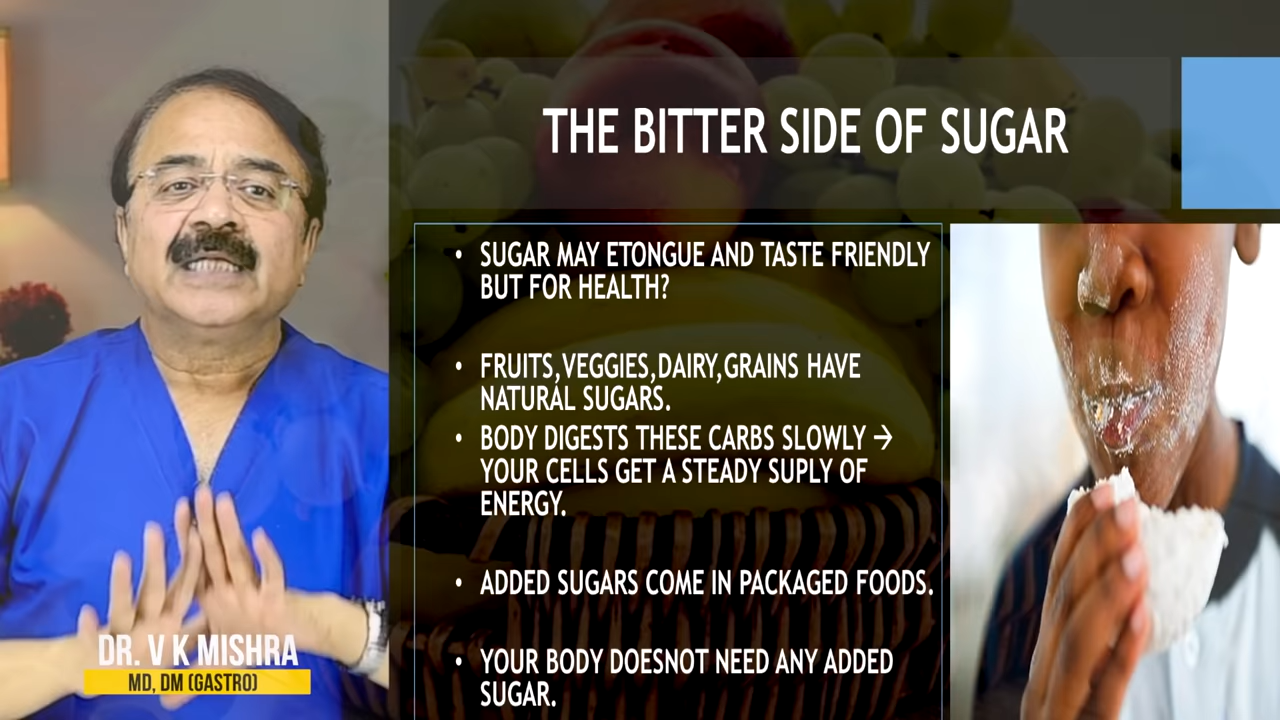 THE BITTER SIDE OF SUGAR
• SUGAR MAY ETONGUE AND TASTE FRIENDLY
BUT FOR HEALTH?
• FRUITS,VEGGIES,DAIRY,GRAINS HAVE
NATURAL SUGARS.
• BODY DIGESTS THESE CARBS SLOWLY →
YOUR CELLS GET A STEADY SUPLY OF
ENERGY.
• ADDED SUGARS COME IN PACKAGED FOODS.
• YOUR BODY DOESNOT NEED ANY ADDED
SUGAR.
DR. V K MISHRA
MD, DM (GASTRO)